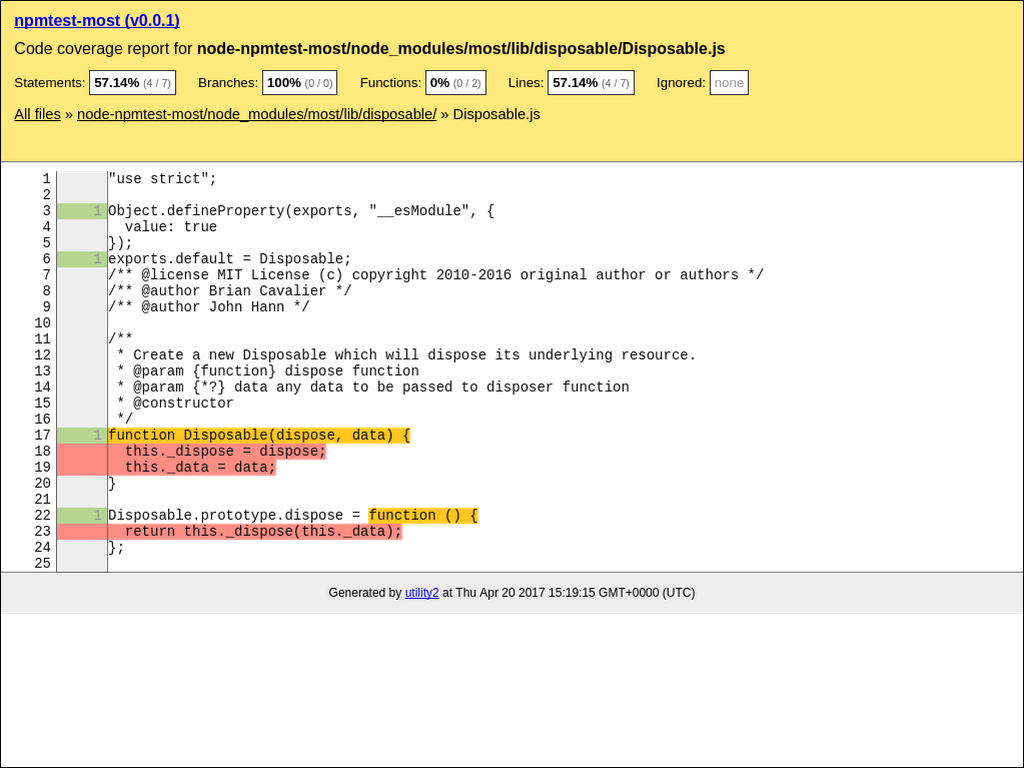 npmtest-most (v0.0.1)
Code coverage report for node-npmtest-most/node_modules/most/lib/disposable/Disposable.js
Statements: 57.14% (4 / 7) Branches: 100% (0 / 0) Functions: 0% (0 / 2) Lines: 57.14% (4 / 7) Ignored: none
All files » node-npmtest-most/node_modules/most/lib/disposable/ » Disposable.js
1 "use strict";
2
3 1 Object.defineProperty(exports, "__esModule", {
4   value: true
5 });
6 1 exports.default = Disposable;
7 /** @license MIT License (c) copyright 2010-2016 original author or authors */
8 /** @author Brian Cavalier */
9 /** @author John Hann */
10
11 /**
12  * Create a new Disposable which will dispose its underlying resource.
13  * @param {function} dispose function
14  * @param {*?} data any data to be passed to disposer function
15  * @constructor
16  */
17 1 function Disposable(dispose, data) {
18   this._dispose = dispose;
19   this._data = data;
20 }
21
22 1 Disposable.prototype.dispose = function () {
23   return this._dispose(this._data);
24 };
25
Generated by utility2 at Thu Apr 20 2017 15:19:15 GMT+0000 (UTC)